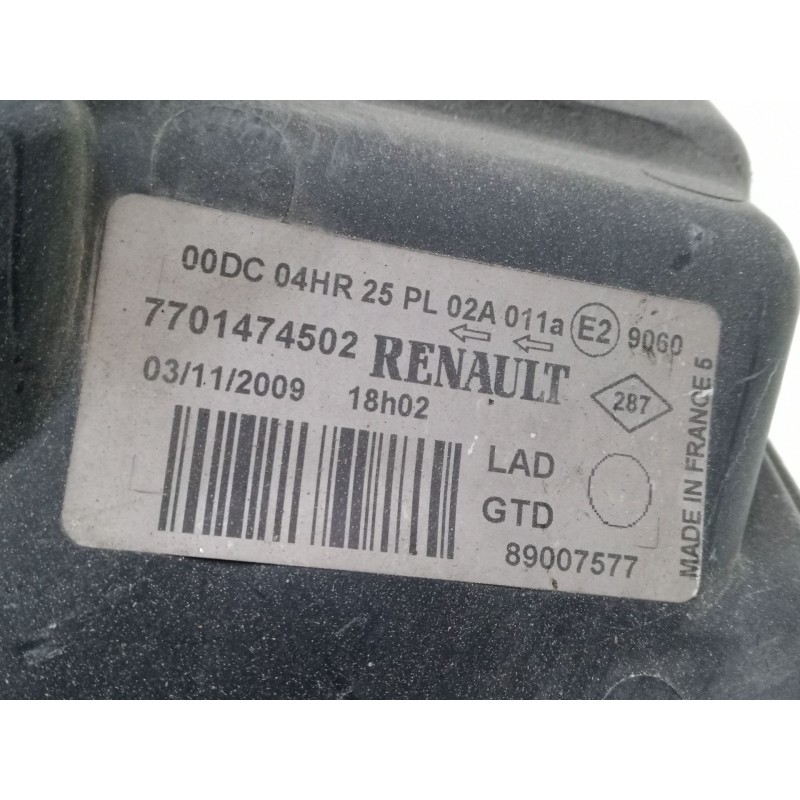 00DC 04HR 25 PL 02A 011a E2 9060
7701474502 RENAULT
03/11/2009 18h02
287
LAD
GTD
89007577
MADE IN FRANCE 5